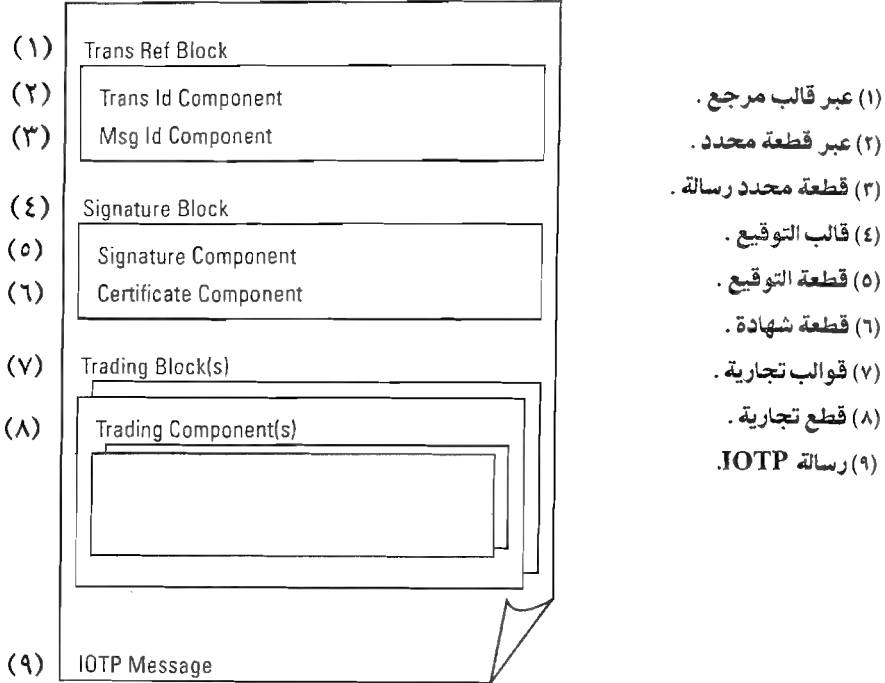 (١) Trans Ref Block
(٢) Trans Id Component
(٣) Msg Id Component
(٤) Signature Block
(٥) Signature Component
(٦) Certificate Component
(٧) Trading Block(s)
(٨) Trading Component(s)
(٩) IOTP Message
(١) عبر قالب مرجع .
(٢) عبر قطعة محدد .
(٣) قطعة محدد رسالة .
(٤) قالب التوقيع .
(٥) قطعة التوقيع .
(٦) قطعة شهادة .
(٧) قوالب تجارية .
(٨) قطع تجارية .
(٩) رسالة IOTP.